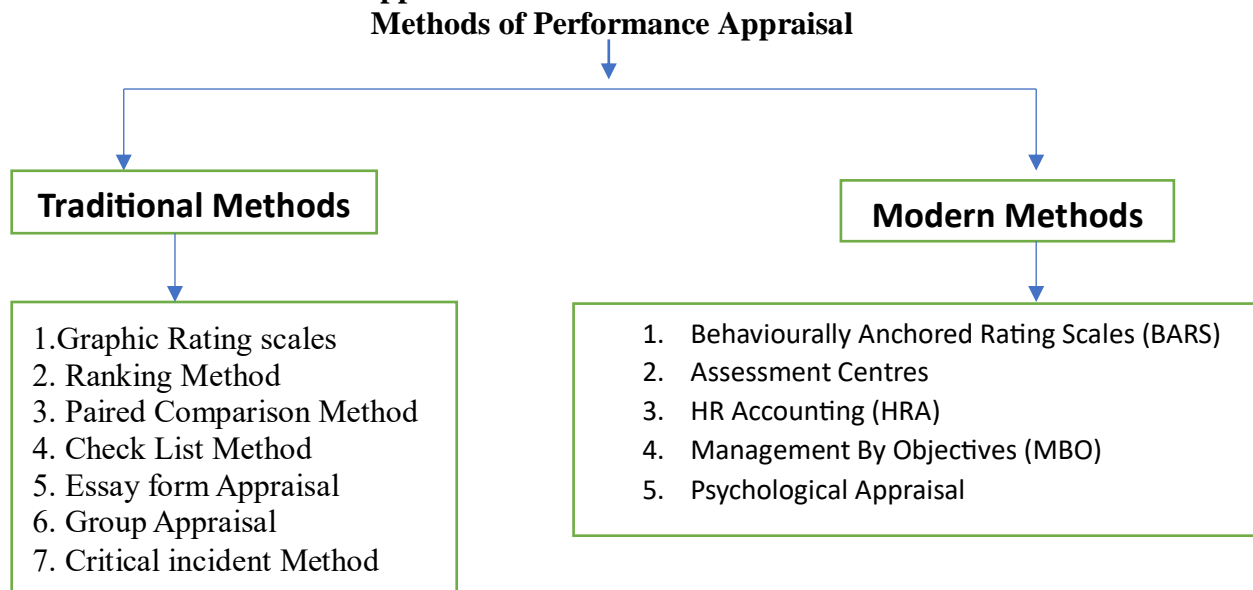 Methods of Performance Appraisal
Traditional Methods
1.Graphic Rating scales
2. Ranking Method
3. Paired Comparison Method
4. Check List Method
5. Essay form Appraisal
6. Group Appraisal
7. Critical incident Method
Modern Methods
1. Behaviourally Anchored Rating Scales (BARS)
2. Assessment Centres
3. HR Accounting (HRA)
4. Management By Objectives (MBO)
5. Psychological Appraisal